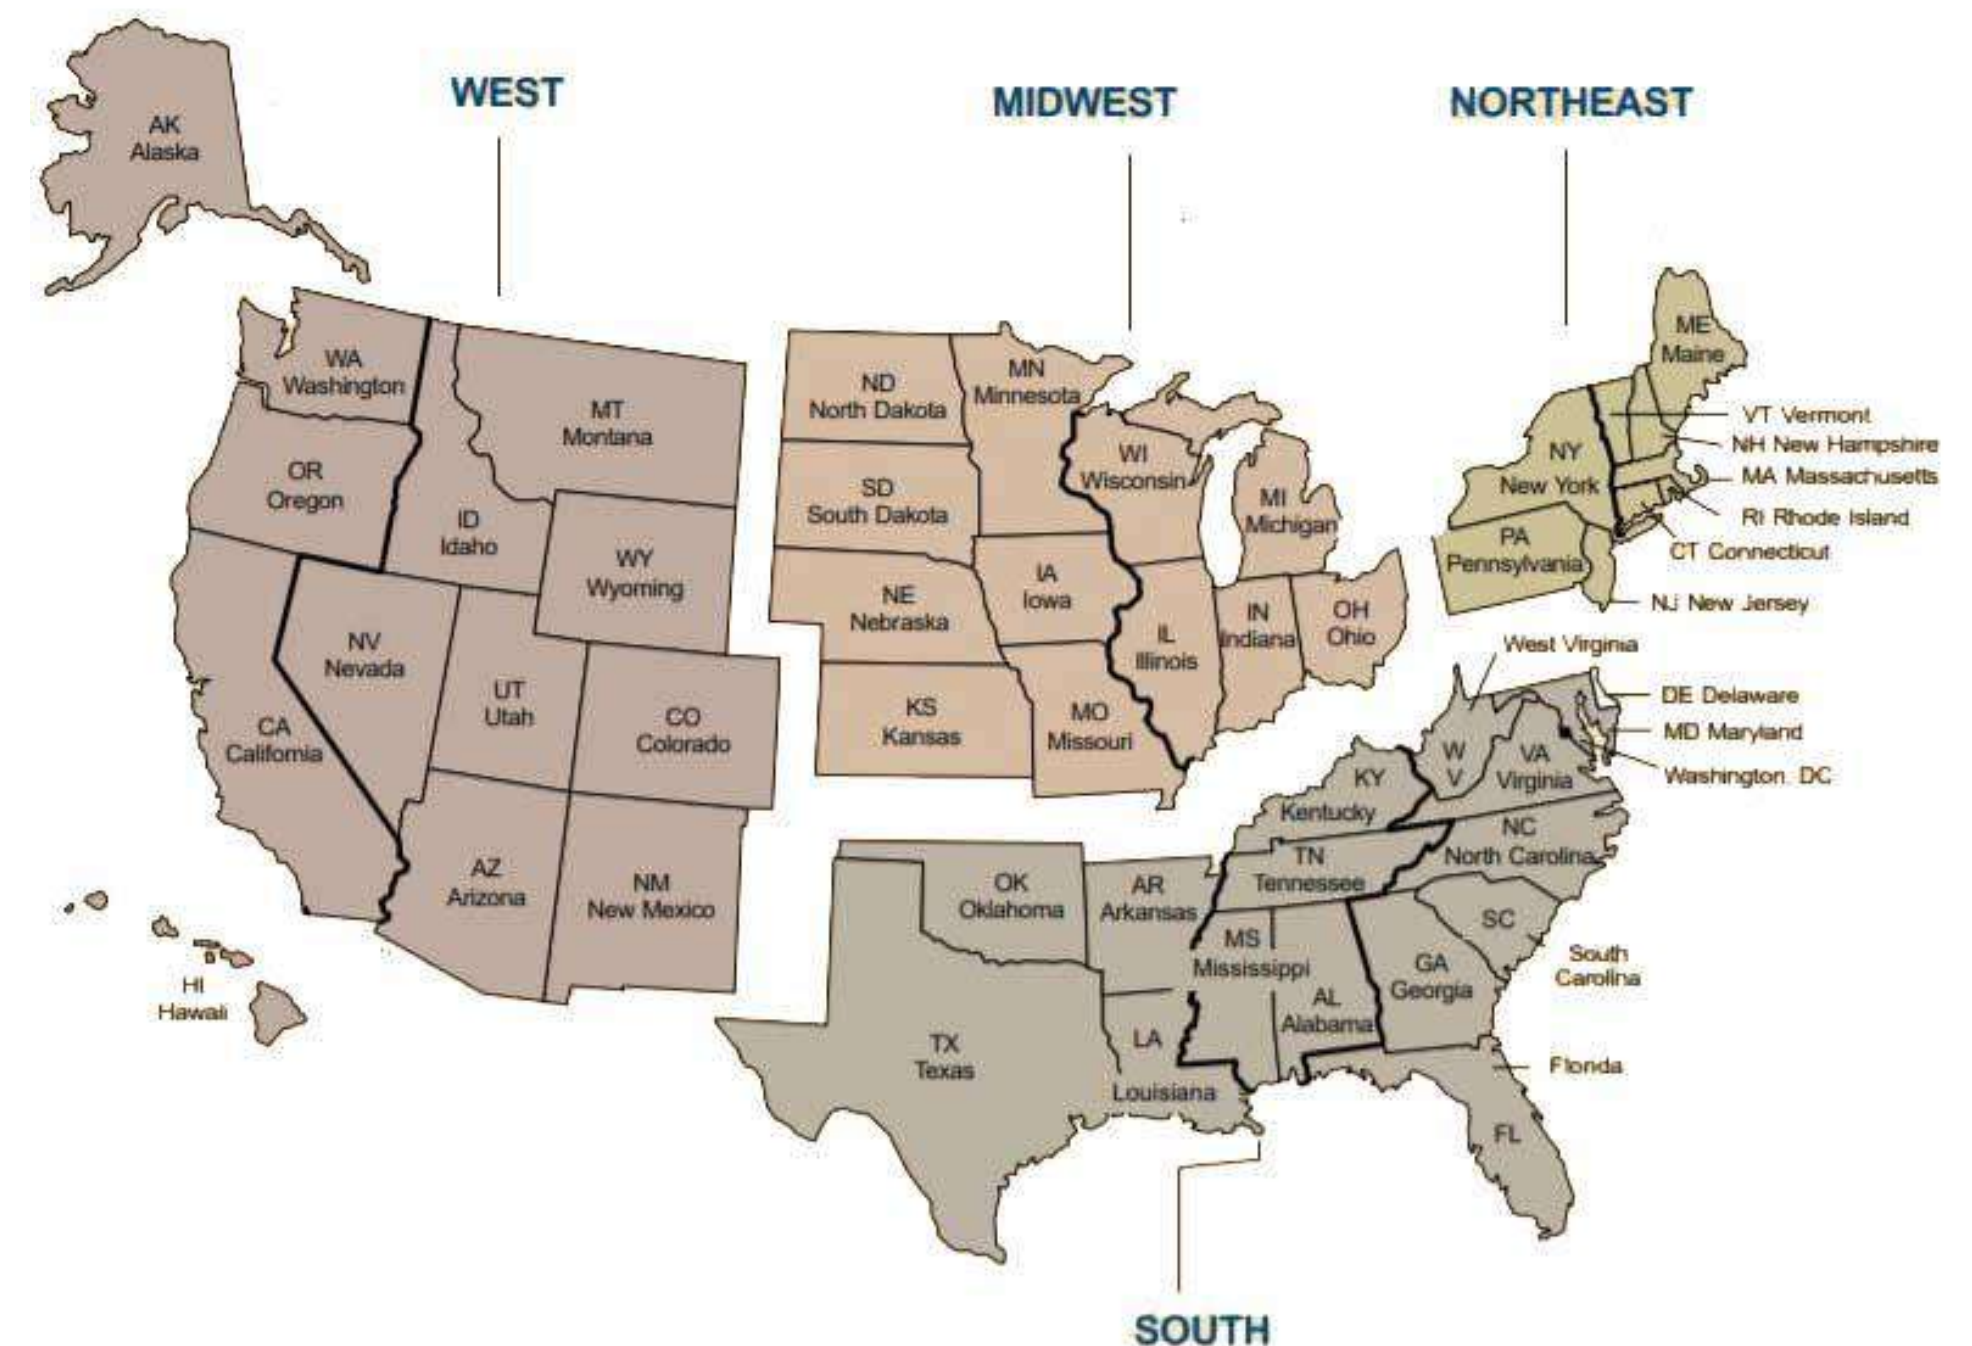 WEST
MIDWEST
NORTHEAST
AK
Alaska
WA
Washington
MT
Montana
OR
Oregon
ID
Idaho
WY
Wyoming
NV
Nevada
UT
Utah
CO
Colorado
CA
California
AZ
Arizona
NM
New Mexico
HI
Hawaii
ND
North Dakota
MN
Minnesota
SD
South Dakota
WI
Wisconsin
MI
Michigan
NE
Nebraska
IA
Iowa
IL
Illinois
IN
Indiana
OH
Ohio
KS
Kansas
MO
Missouri
ME
Maine
VT Vermont
NH New Hampshire
NY
New York
MA Massachusetts
RI Rhode Island
PA
Pennsylvania
CT Connecticut
NJ New Jersey
West Virginia
DE Delaware
MD Maryland
W
V
VA
Virginia
Washington DC
KY
Kentucky
NC
North Carolina
TN
Tennessee
OK
Oklahoma
AR
Arkansas
SC
South
Carolina
MS
Mississippi
GA
Georgia
AL
Alabama
TX
Texas
LA
Louisiana
Florida
FL
SOUTH